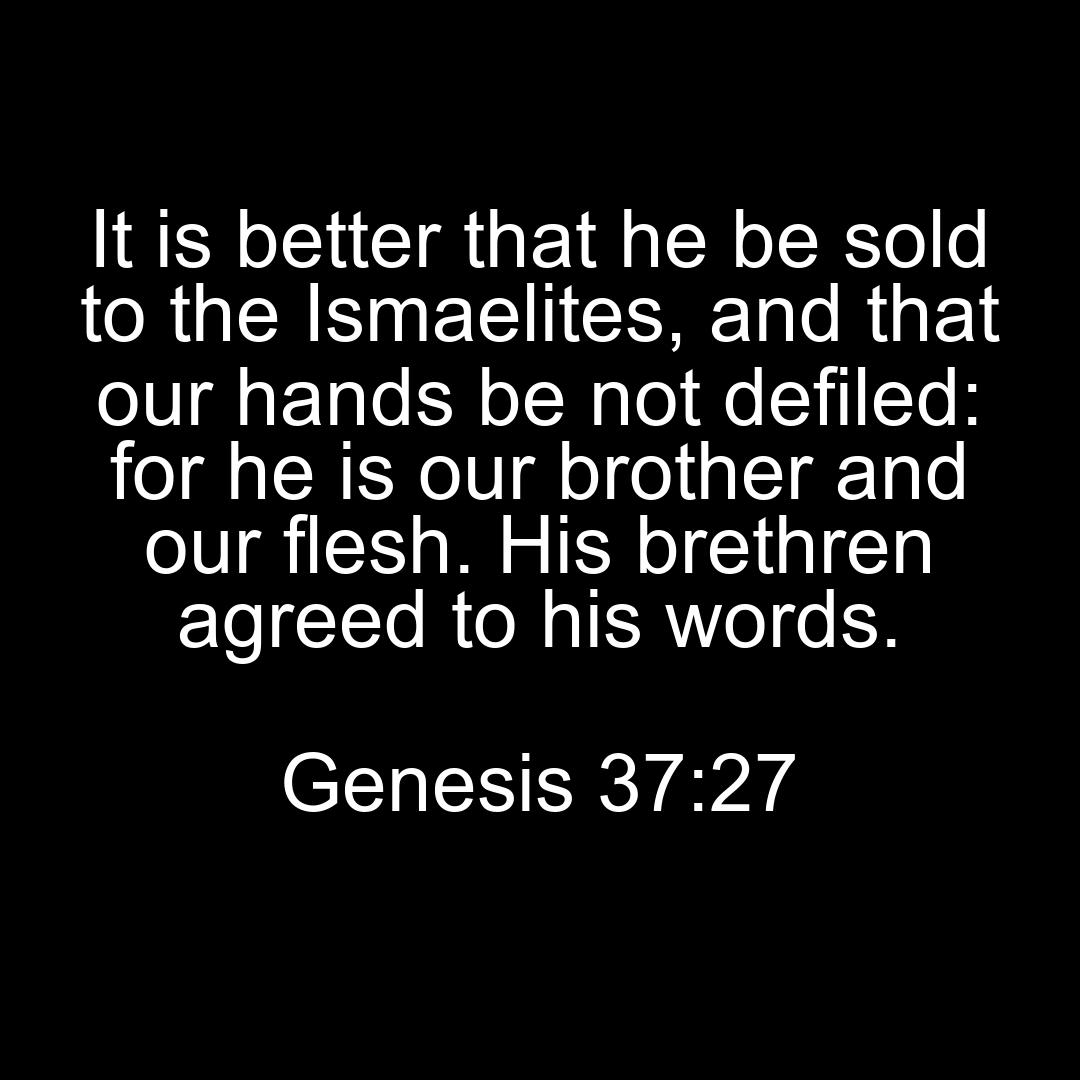 It is better that he be sold
to the Ismaelites, and that
our hands be not defiled:
for he is our brother and
our flesh. His brethren
agreed to his words.
Genesis 37:27